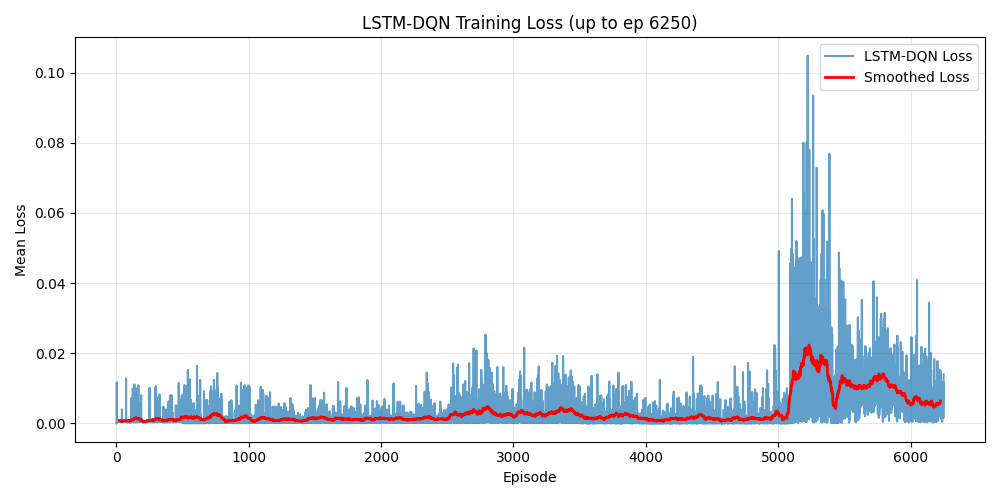 LSTM-DQN Training Loss (up to ep 6250)
LSTM-DQN Loss
Smoothed Loss
Mean Loss
0.10
0.08
0.06
0.04
0.02
0.00
0 1000 2000 3000 4000 5000 6000
Episode